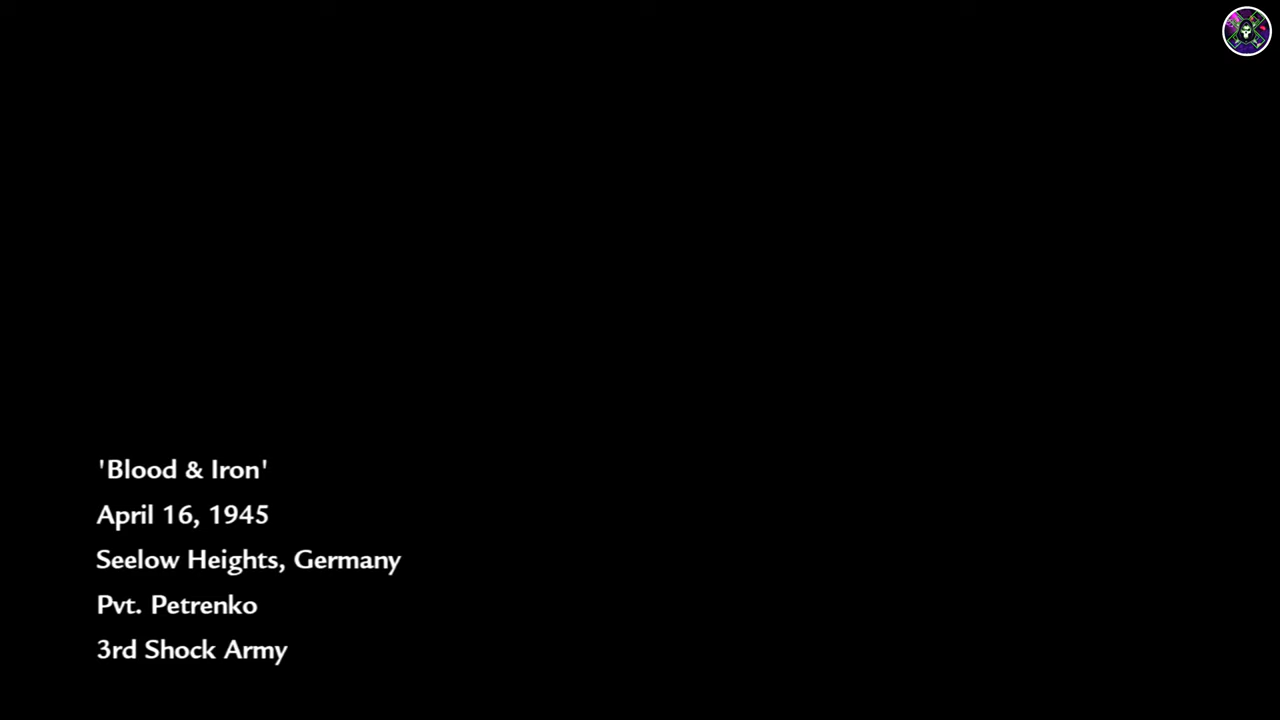 'Blood & Iron'
April 16, 1945
Seelow Heights, Germany
Pvt. Petrenko
3rd Shock Army